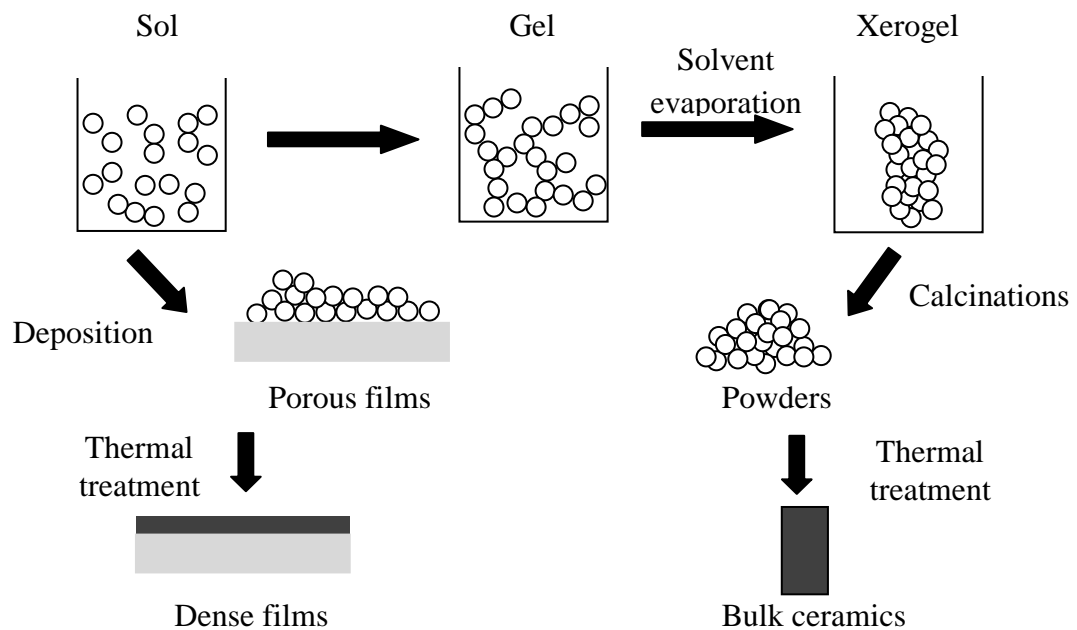 Sol
Gel
Xerogel
Solvent
evaporation
Deposition
Calcinations
Porous films
Powders
Thermal
treatment
Thermal
treatment
Dense films
Bulk ceramics